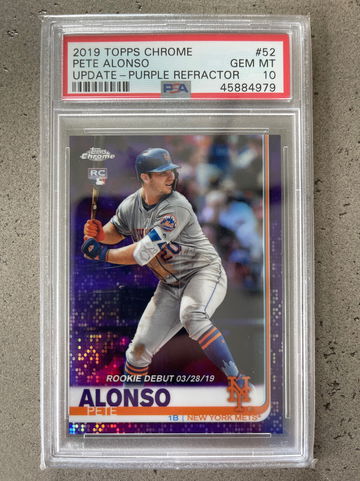 2019 TOPPS CHROME #52
PETE ALONSO GEM MT
UPDATE - PURPLE REFRACTOR 10
PSA 45884979
Topps
Chrome
RC
20
ROOKIE DEBUT 03/28/19
ALONSO
PETE
1B | NEW YORK METS